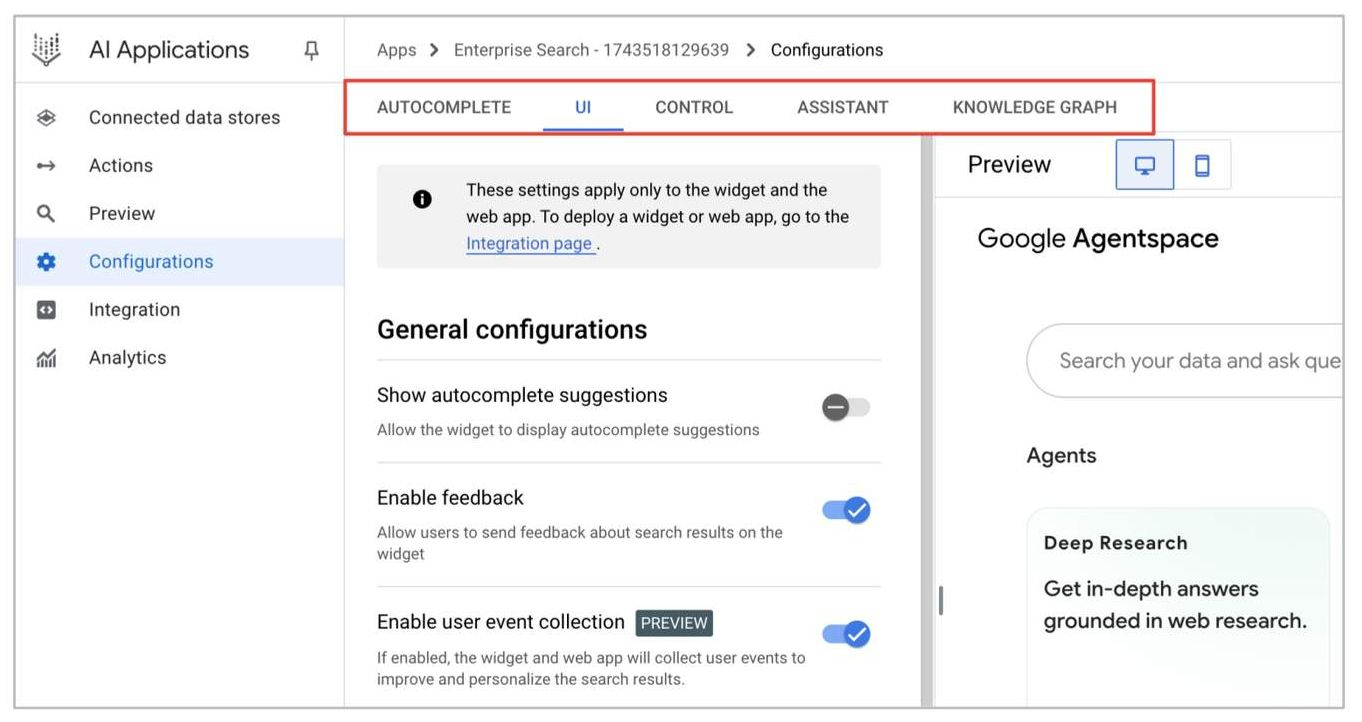 AI Applications
Apps > Enterprise Search - 1743518129639 > Configurations
Connected data stores
Actions
Preview
Configurations
Integration
Analytics
AUTOCOMPLETE UI CONTROL ASSISTANT KNOWLEDGE GRAPH
These settings apply only to the widget and the
web app. To deploy a widget or web app, go to the
Integration page .
General configurations
Show autocomplete suggestions
Allow the widget to display autocomplete suggestions
Enable feedback
Allow users to send feedback about search results on the
widget
Enable user event collection PREVIEW
If enabled, the widget and web app will collect user events to
improve and personalize the search results.
Preview
Google Agentspace
Search your data and ask que
Agents
Deep Research
Get in-depth answers
grounded in web research.